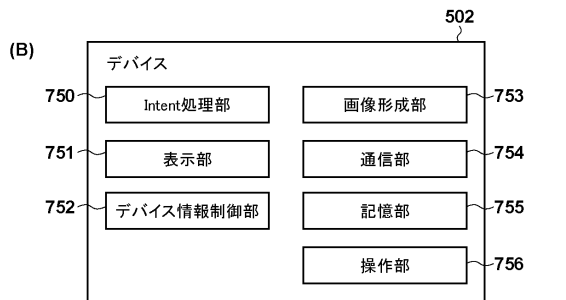 502
(B)
デバイス
750 Intent処理部 画像形成部 753
751 表示部 通信部 754
752 デバイス情報制御部 記憶部 755
操作部 756